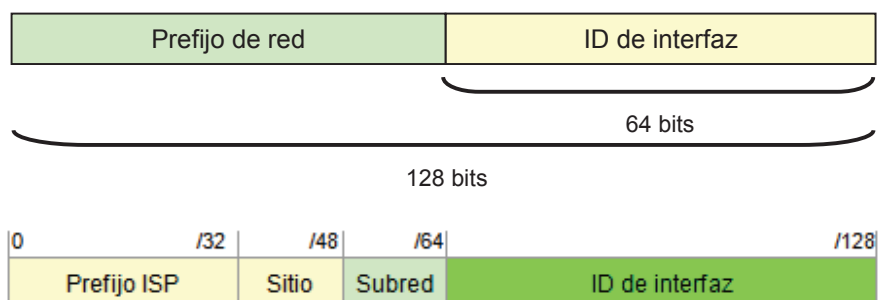 Prefijo de red ID de interfaz
64 bits
128 bits
0 /32 /48 /64 /128
Prefijo ISP Sitio Subred ID de interfaz